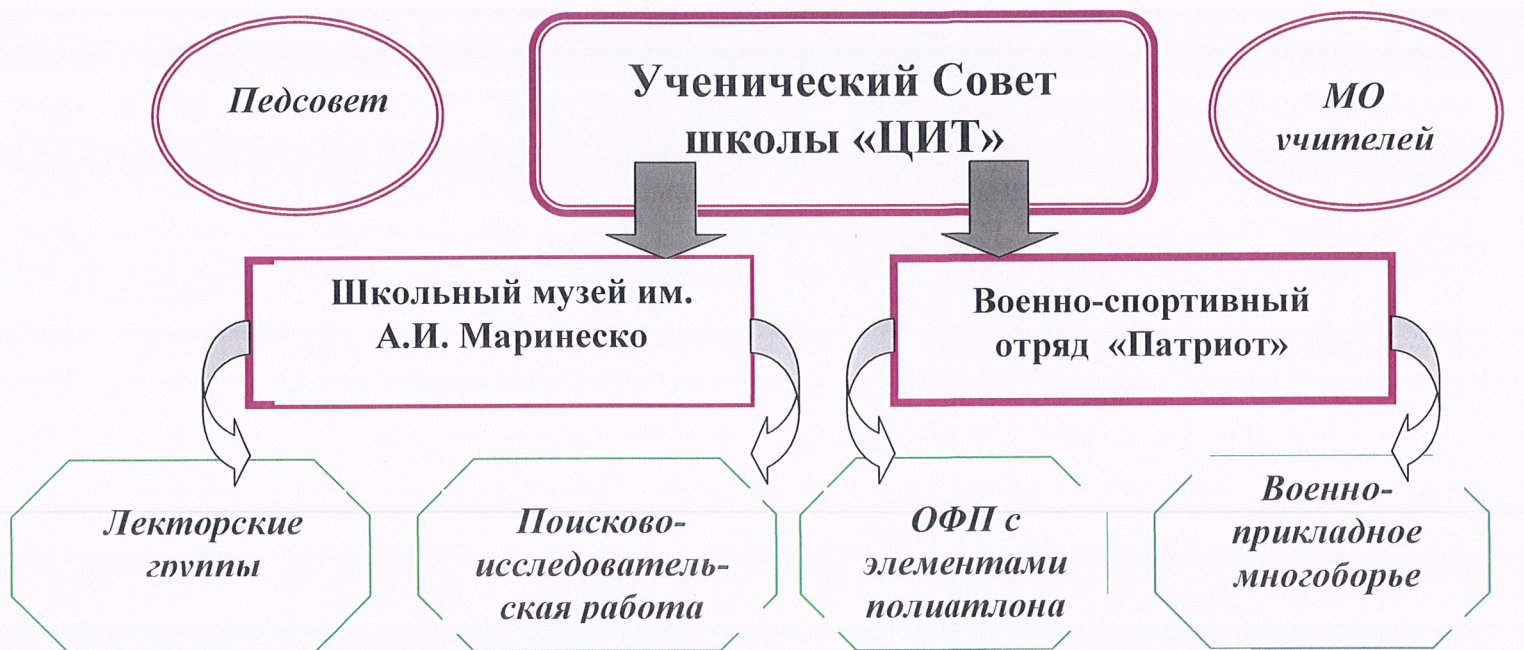 Педсовет
Ученический Совет
школы «ЦИТ»
МО
учителей
Школьный музей им.
А.И. Маринеско
Военно-спортивный
отряд «Патриот»
Лекторские
группы
Поисково-
исследователь-
ская работа
ОФП с
элементами
полиатлона
Военно-
прикладное
многоборье